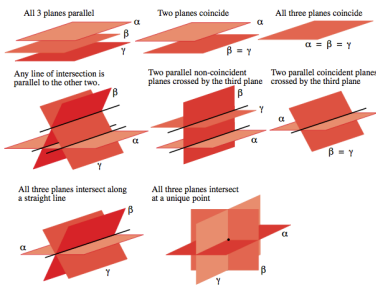 All 3 planes parallel
α
β
γ
Two planes coincide
α
β = γ
All three planes coincide
α = β = γ
Any line of intersection is
parallel to the other two.
β
α
γ
Two parallel non-coincident
planes crossed by the third plane
β
γ
α
Two parallel coincident planes
crossed by the third plane
α
β = γ
All three planes intersect along
a straight line
β
α
γ
All three planes intersect
at a unique point
α
β
γ